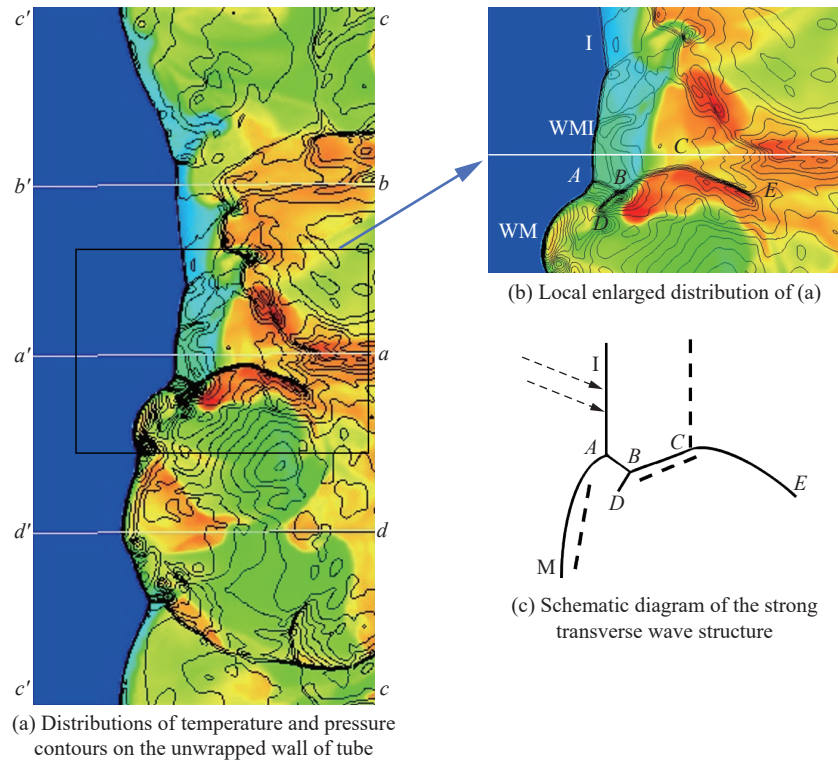 c′
c
b′
b
a′
a
d′
d
c′
c
(a) Distributions of temperature and pressure
contours on the unwrapped wall of tube
I
WMI
C
A
B
E
D
WM
(b) Local enlarged distribution of (a)
I
A
B
C
D
E
M
(c) Schematic diagram of the strong
transverse wave structure